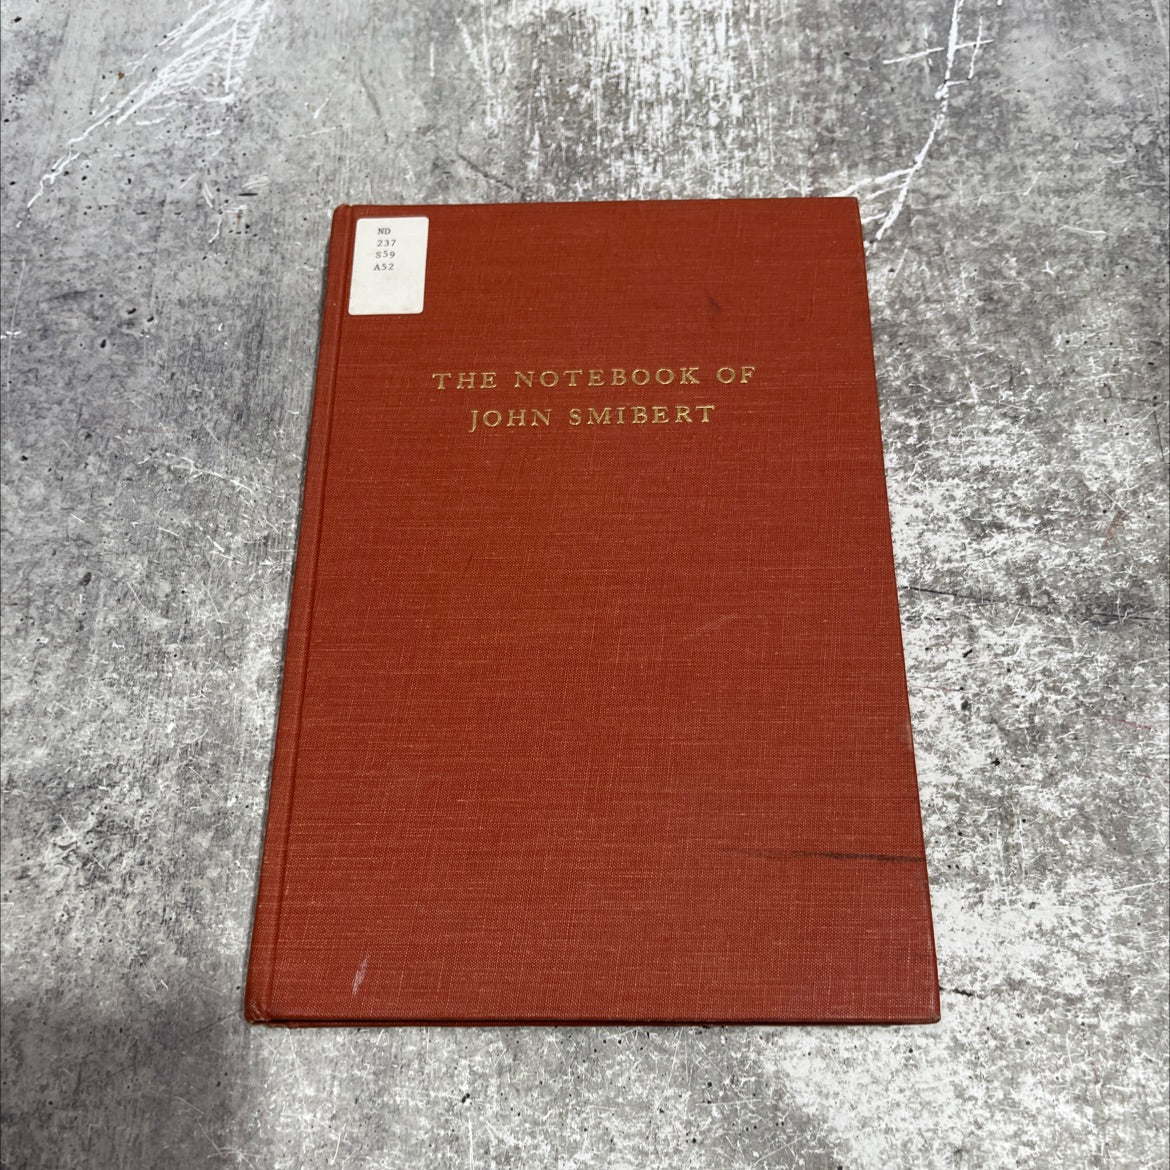 ND
237
S59
A52
THE NOTEBOOK OF
JOHN SMIBERT